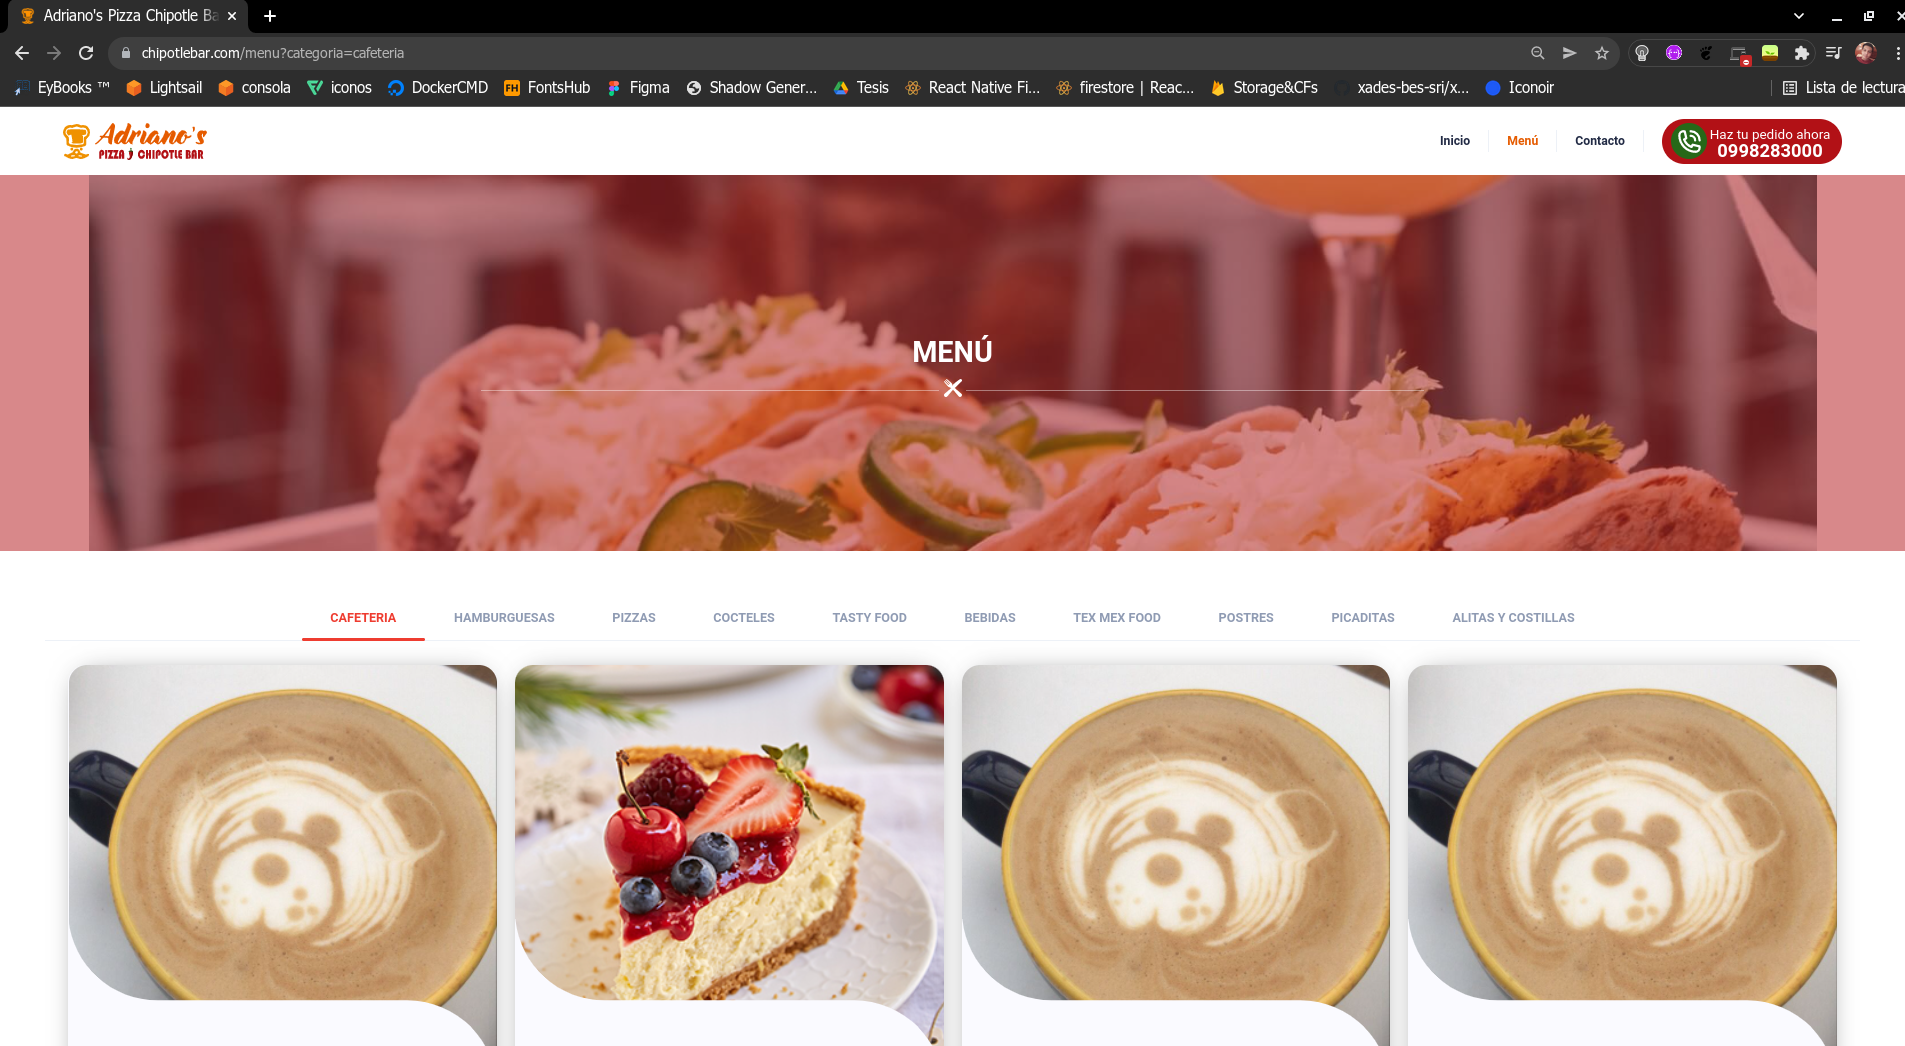 Adriano's Pizza Chipotle Ba
chipotlebar.com/menu?categoria=cafeteria
EyBooks ™ Lightsail consola iconos DockerCMD FontsHub Figma Shadow Gener... Tesis React Native Fi... firestore | Reac... Storage&CFs xades-bes-sri/x... Iconoir Lista de lectura
FH
Adriano's
PIZZA y CHIPOTLE BAR
Inicio Menú Contacto
Haz tu pedido ahora
0998283000
MENÚ
CAFETERIA HAMBURGUESAS PIZZAS COCTELES TASTY FOOD BEBIDAS TEX MEX FOOD POSTRES PICADITAS ALITAS Y COSTILLAS